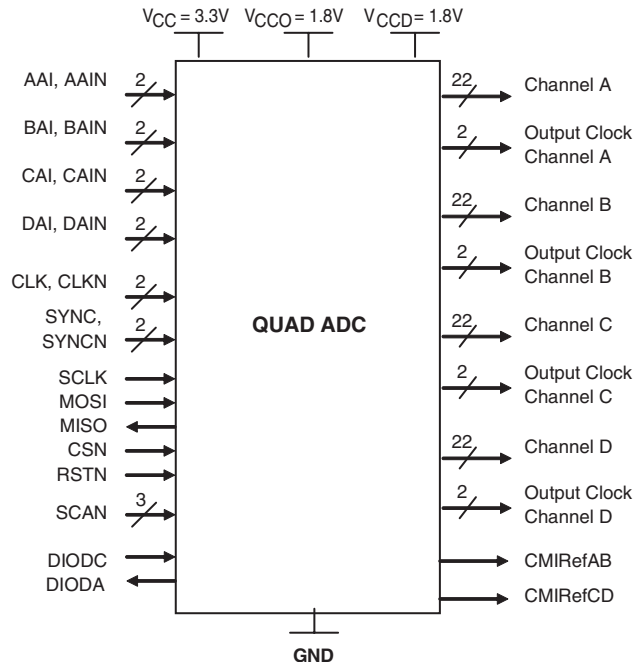 VCC = 3.3V VCCO = 1.8V VCCD = 1.8V
AAI, AAIN 2
BAI, BAIN 2
CAI, CAIN 2
DAI, DAIN 2
CLK, CLKN 2
SYNC,
SYNCN 2
SCLK
MOSI
MISO
CSN
RSTN
SCAN 3
DIODC
DIODA
QUAD ADC
22 Channel A
2 Output Clock
Channel A
22 Channel B
2 Output Clock
Channel B
22 Channel C
2 Output Clock
Channel C
22 Channel D
2 Output Clock
Channel D
CMIRefAB
CMIRefCD
GND